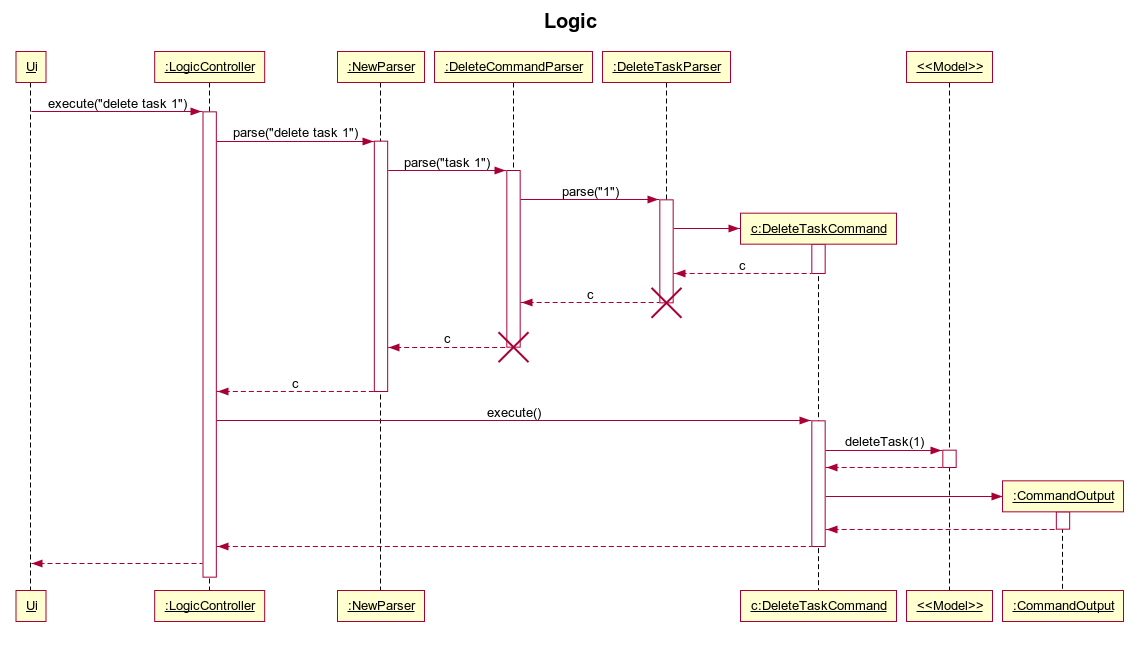 Logic
Ui
:LogicController
:NewParser
:DeleteCommandParser
:DeleteTaskParser
<<Model>>
execute("delete task 1")
parse("delete task 1")
parse("task 1")
parse("1")
c:DeleteTaskCommand
c
c
c
c
execute()
deleteTask(1)
:CommandOutput
Ui
:LogicController
:NewParser
c:DeleteTaskCommand
<<Model>>
:CommandOutput